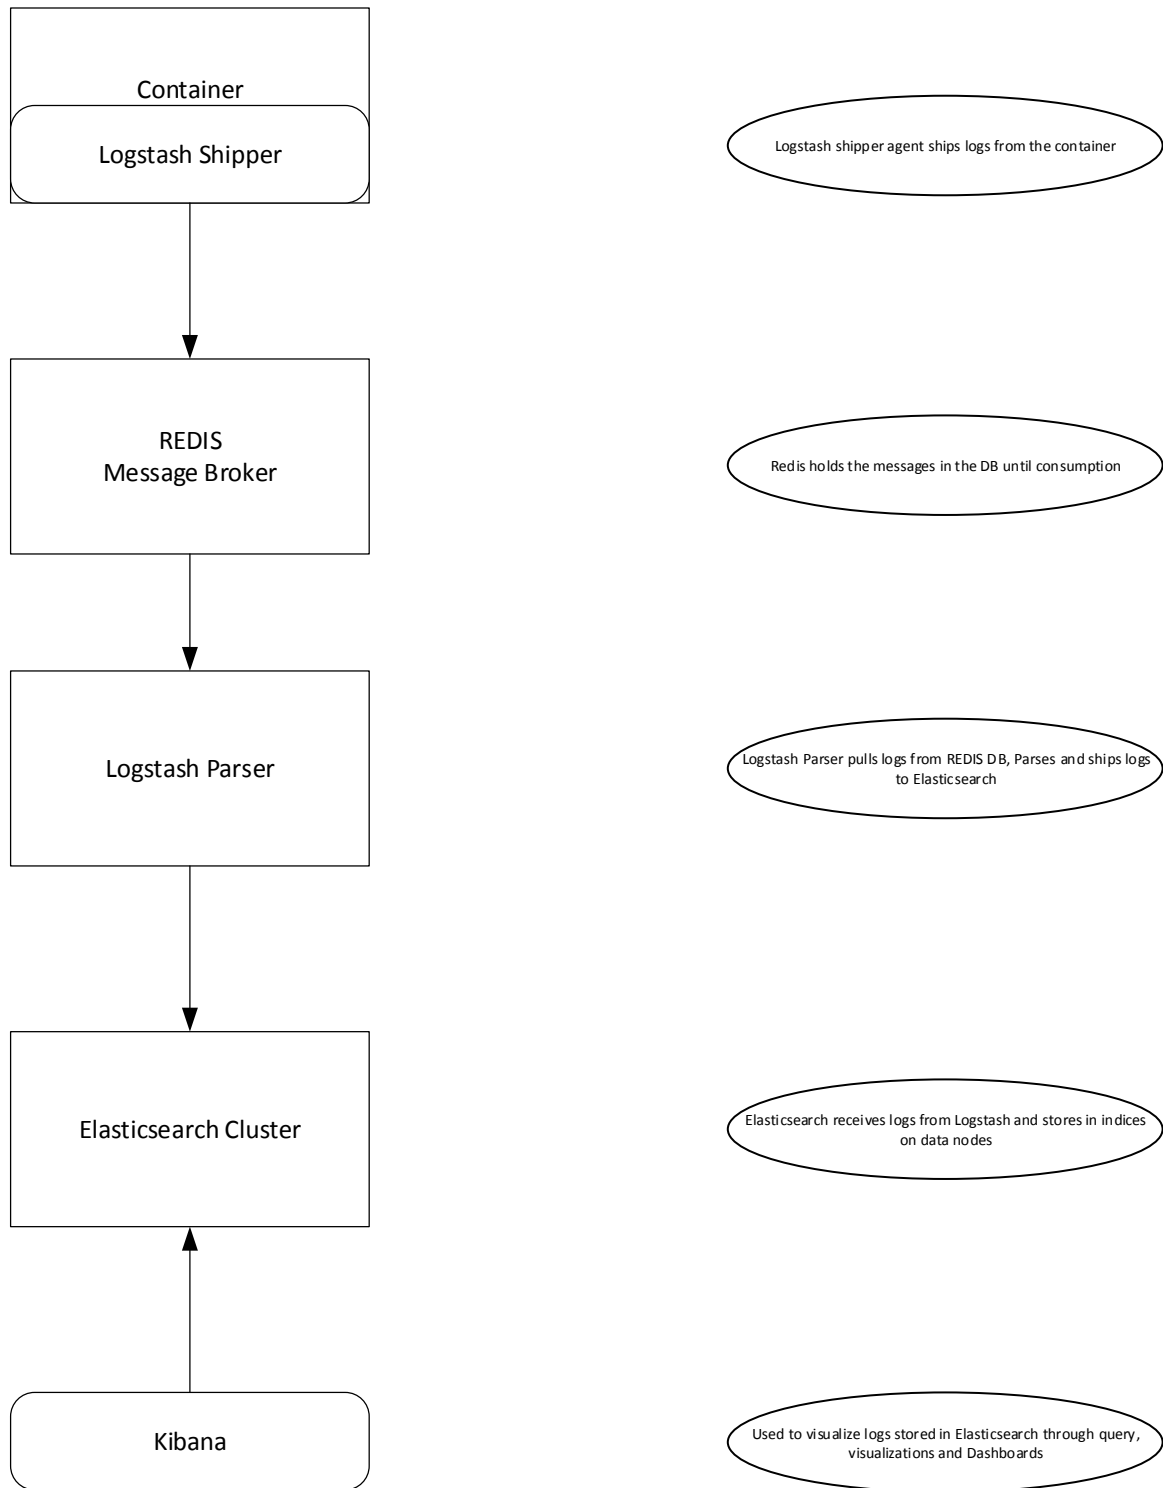 Container
Logstash Shipper
Logstash shipper agent ships logs from the container
REDIS
Message Broker
Redis holds the messages in the DB until consumption
Logstash Parser
Logstash Parser pulls logs from REDIS DB, Parses and ships logs
to Elasticsearch
Elasticsearch Cluster
Elasticsearch receives logs from Logstash and stores in indices
on data nodes
Kibana
Used to visualize logs stored in Elasticsearch through query,
visualizations and Dashboards